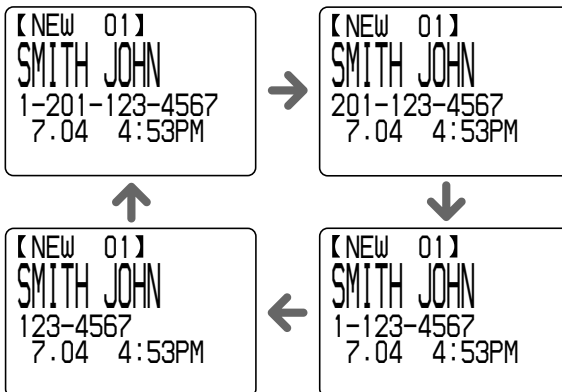 【NEW 01】
SMITH JOHN
1-201-123-4567
7.04 4:53PM
【NEW 01】
SMITH JOHN
201-123-4567
7.04 4:53PM
【NEW 01】
SMITH JOHN
1-123-4567
7.04 4:53PM
【NEW 01】
SMITH JOHN
123-4567
7.04 4:53PM